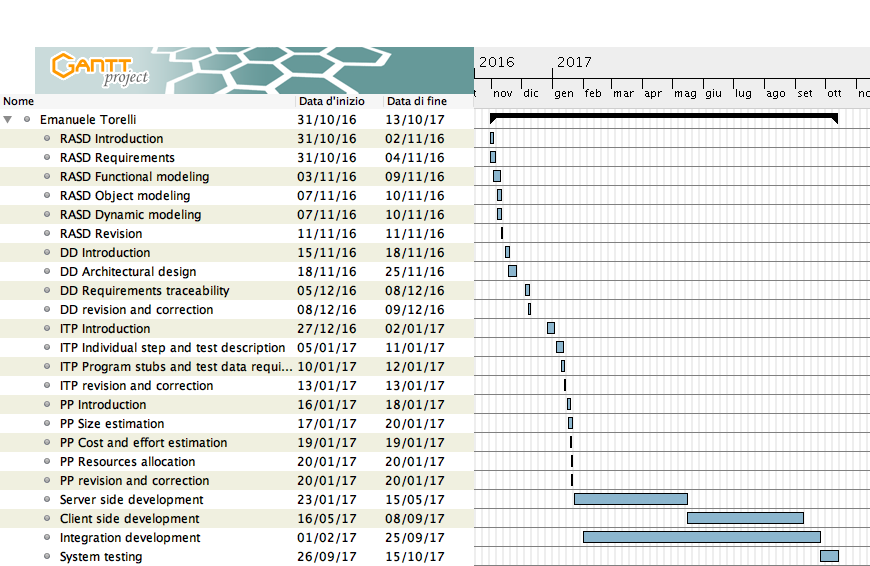 2016 2017
GANTT
project
Nome Data d'inizio Data di fine t nov dic gen feb mar apr mag giu lug ago set ott no
Emanuele Torelli 31/10/16 13/10/17
RASD Introduction 31/10/16 02/11/16
RASD Requirements 31/10/16 04/11/16
RASD Functional modeling 03/11/16 09/11/16
RASD Object modeling 07/11/16 10/11/16
RASD Dynamic modeling 07/11/16 10/11/16
RASD Revision 11/11/16 11/11/16
DD Introduction 15/11/16 18/11/16
DD Architectural design 18/11/16 25/11/16
DD Requirements traceability 05/12/16 08/12/16
DD revision and correction 08/12/16 09/12/16
ITP Introduction 27/12/16 02/01/17
ITP Individual step and test description 05/01/17 11/01/17
ITP Program stubs and test data requi... 10/01/17 12/01/17
ITP revision and correction 13/01/17 13/01/17
PP Introduction 16/01/17 18/01/17
PP Size estimation 17/01/17 20/01/17
PP Cost and effort estimation 19/01/17 19/01/17
PP Resources allocation 20/01/17 20/01/17
PP revision and correction 20/01/17 20/01/17
Server side development 23/01/17 15/05/17
Client side development 16/05/17 08/09/17
Integration development 01/02/17 25/09/17
System testing 26/09/17 15/10/17